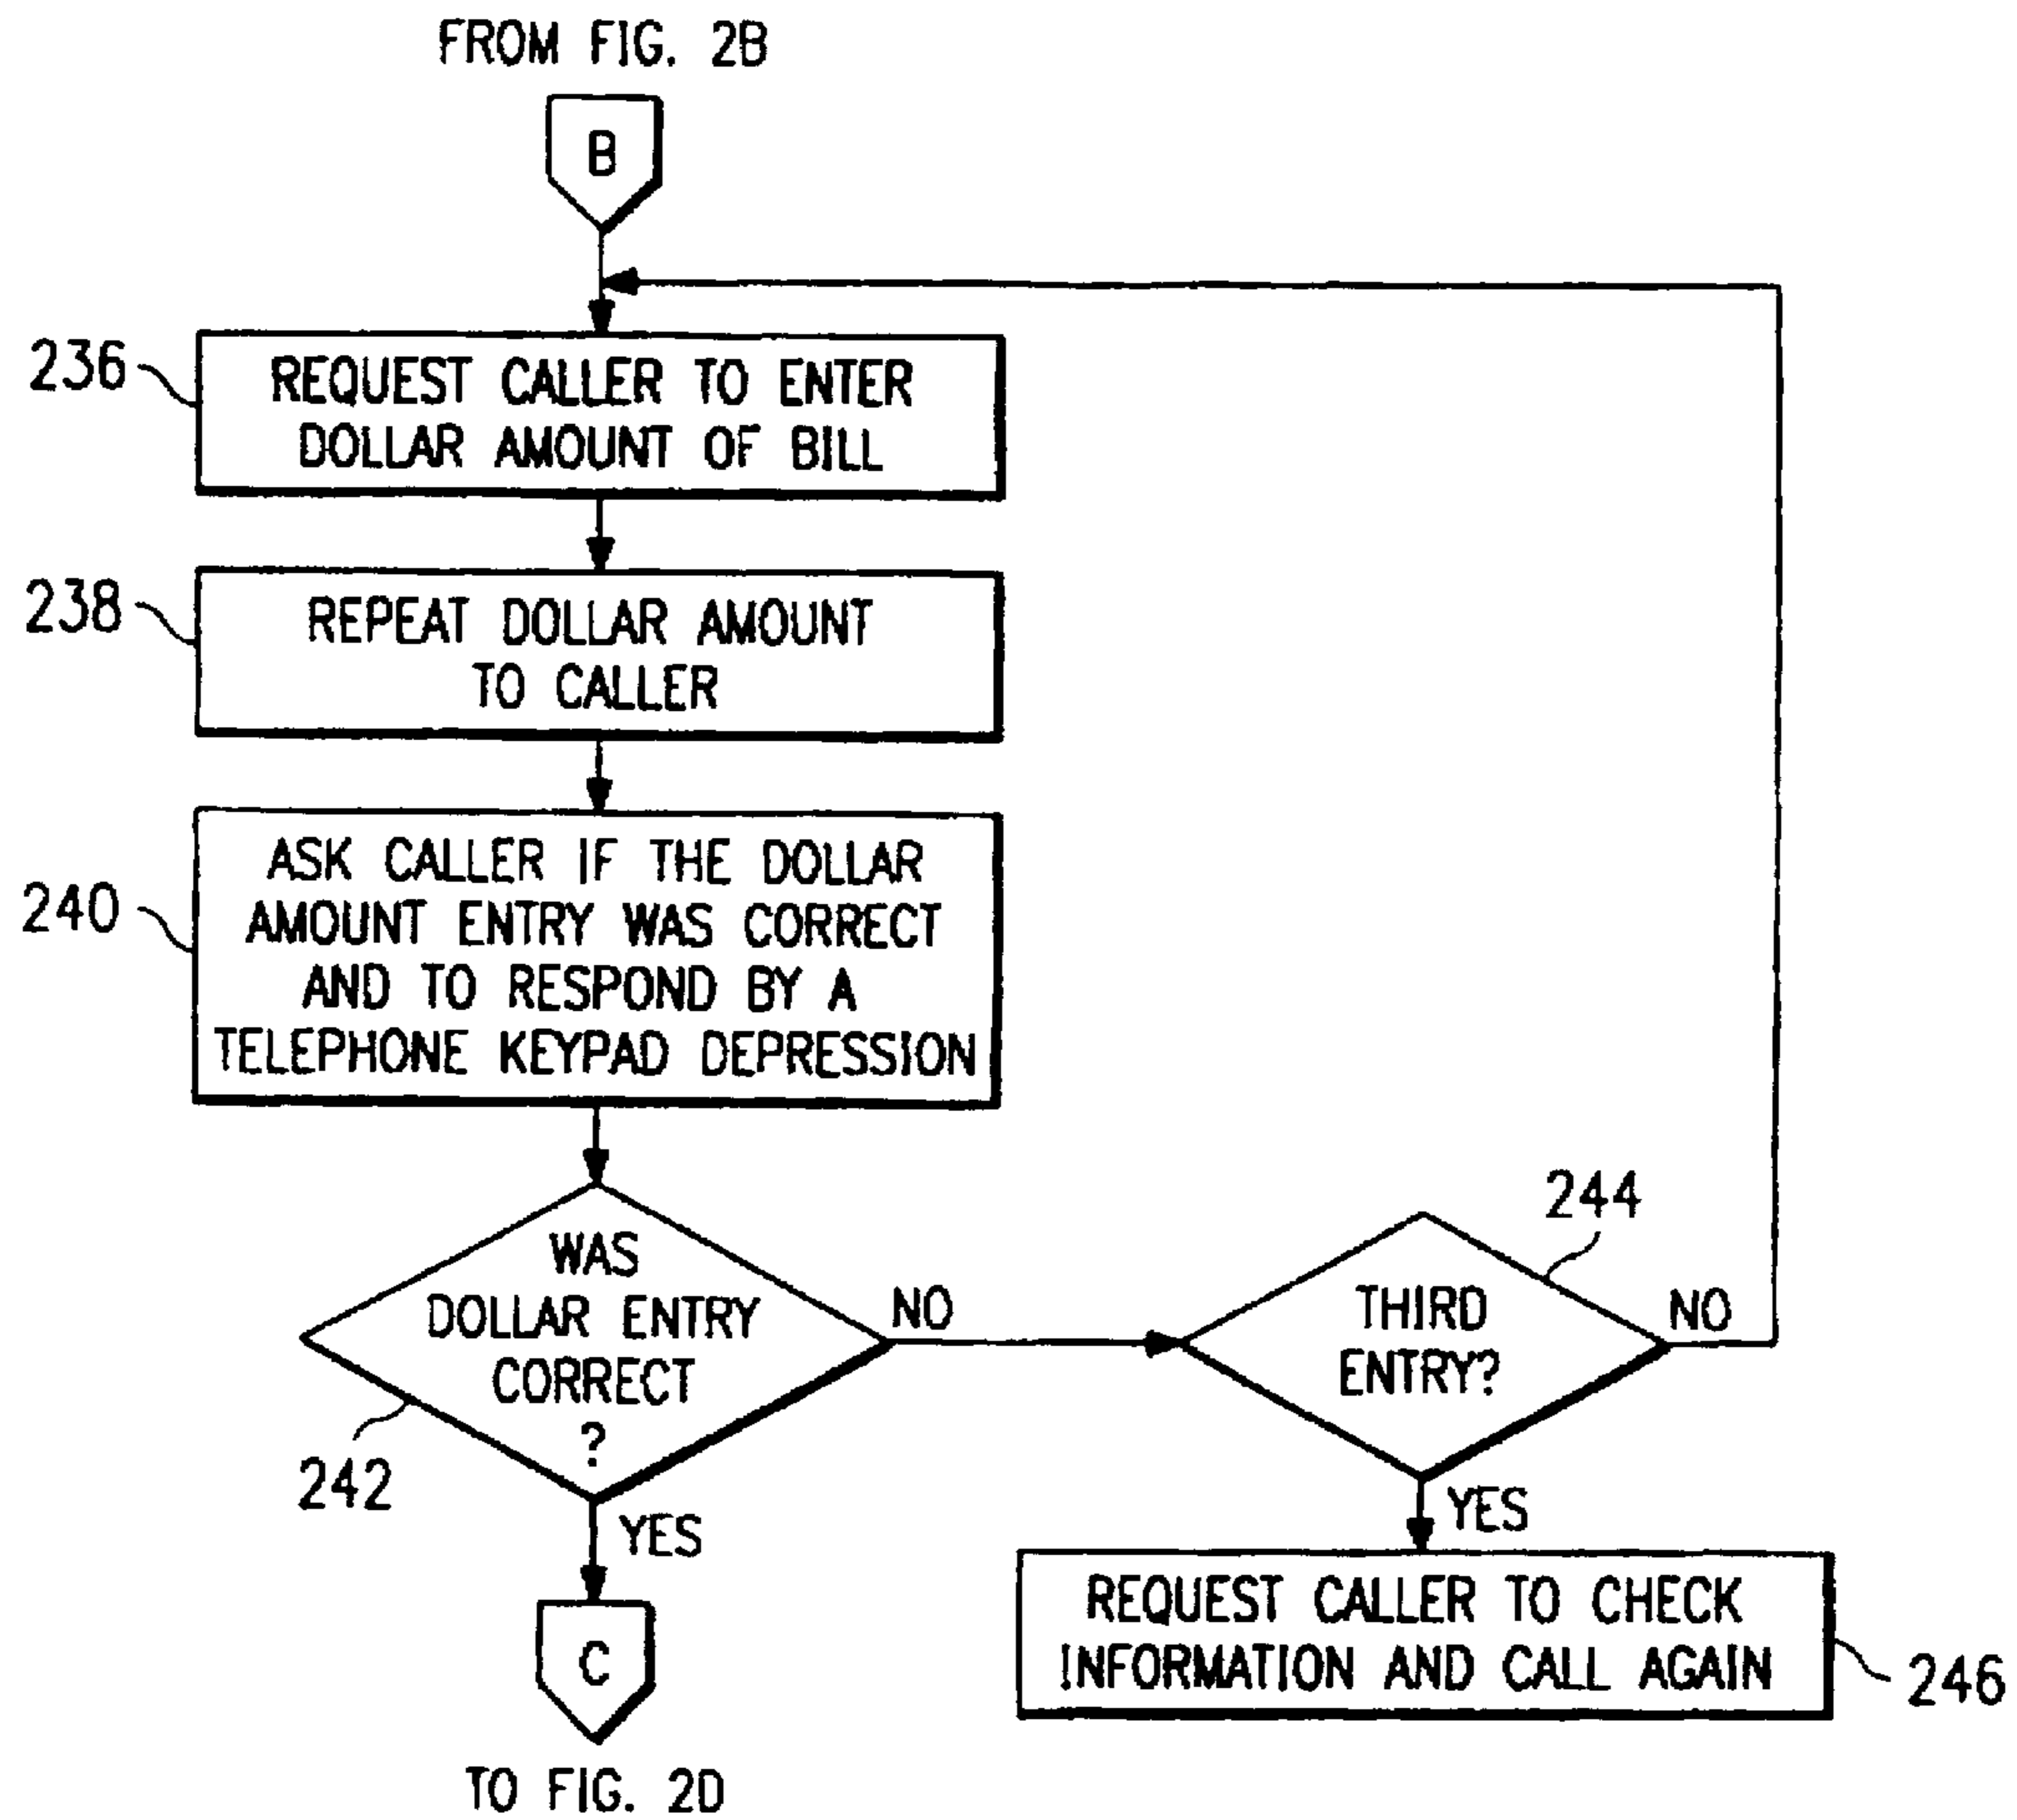 FROM FIG. 2B
B
236
REQUEST CALLER TO ENTER
DOLLAR AMOUNT OF BILL
238
REPEAT DOLLAR AMOUNT
TO CALLER
240
ASK CALLER IF THE DOLLAR
AMOUNT ENTRY WAS CORRECT
AND TO RESPOND BY A
TELEPHONE KEYPAD DEPRESSION
WAS
DOLLAR ENTRY
CORRECT
?
242
NO
YES
244
THIRD
ENTRY?
NO
YES
REQUEST CALLER TO CHECK
INFORMATION AND CALL AGAIN
246
C
TO FIG. 2D